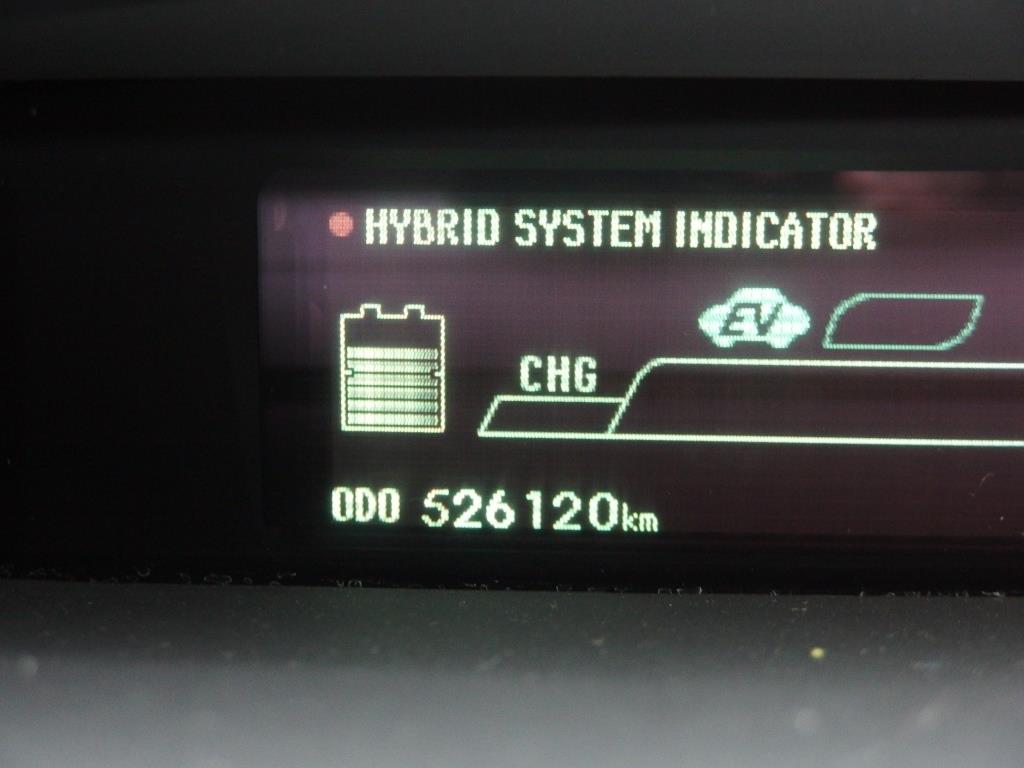 HYBRID SYSTEM INDICATOR
EV
CHG
ODO 526120km